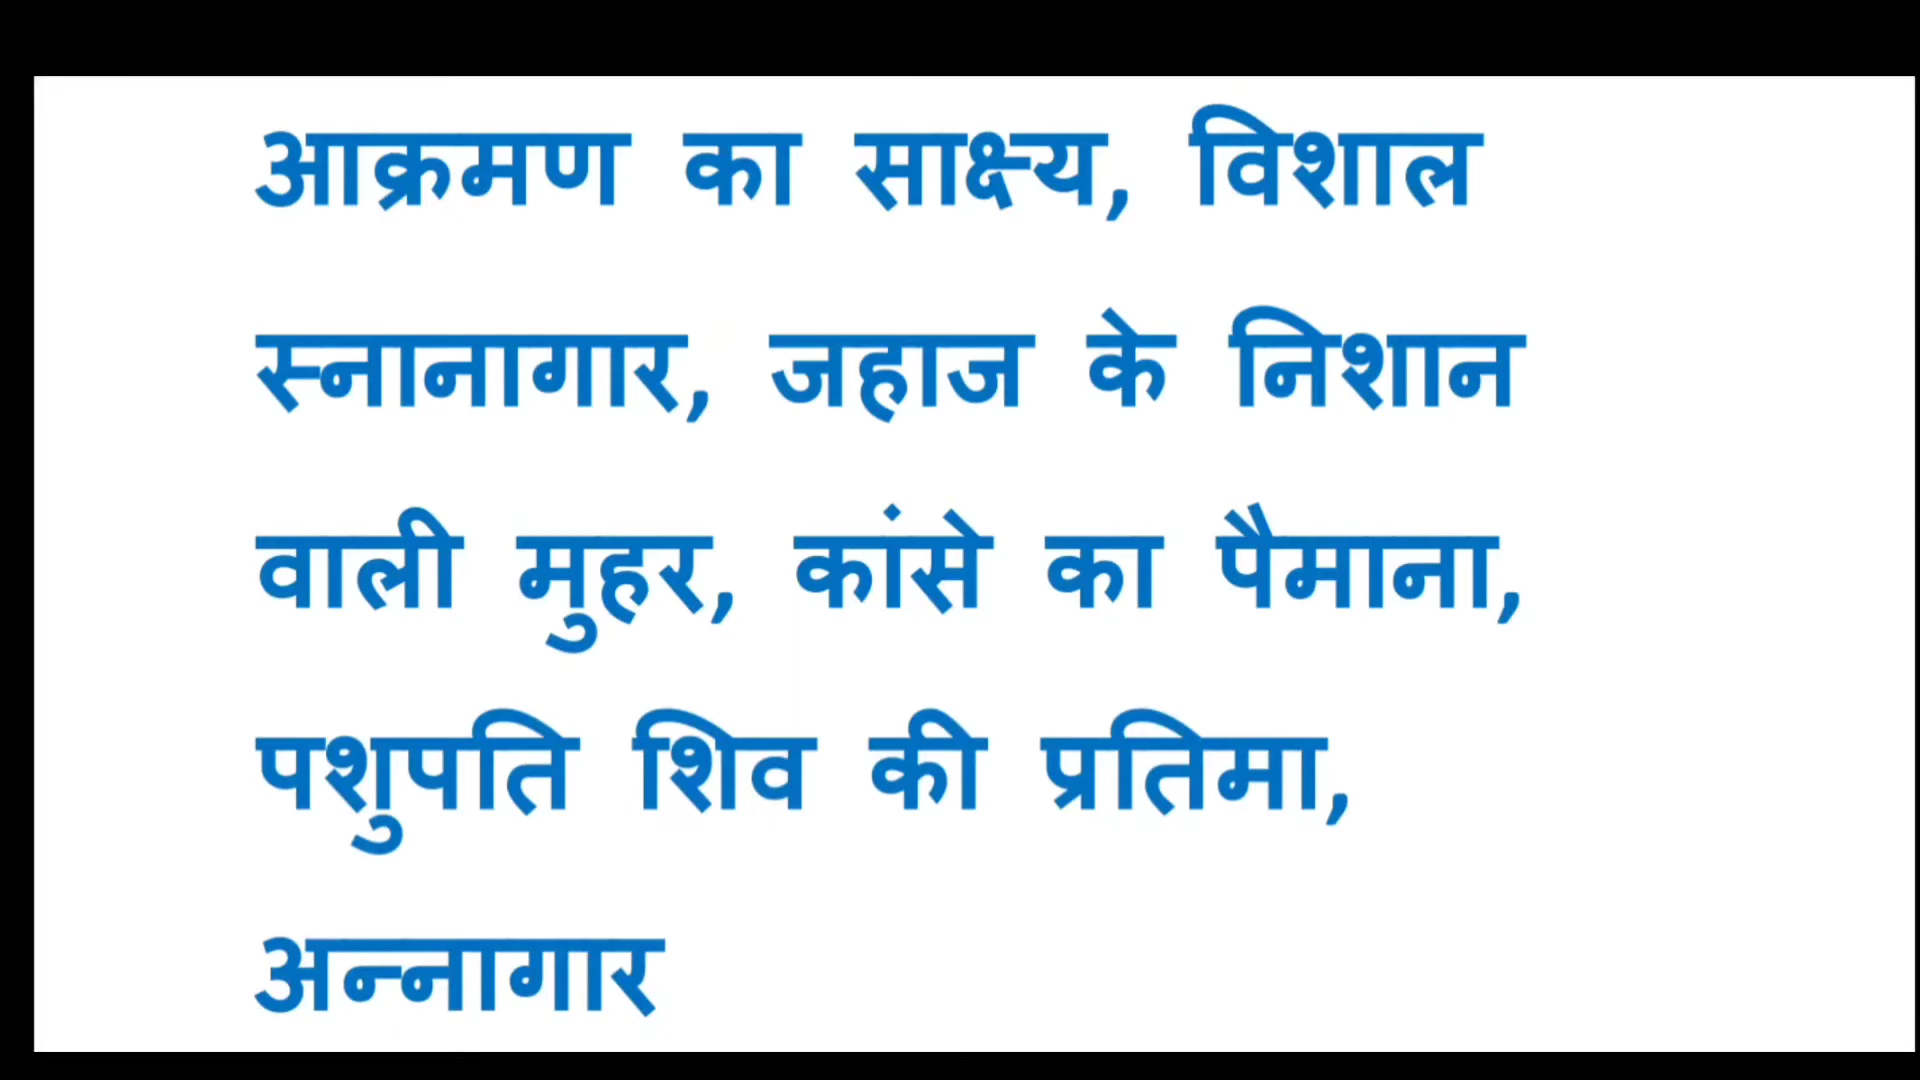 आक्रमण का साक्ष्य, विशाल
स्नानागार, जहाज के निशान
वाली मुहर, कांसे का पैमाना,
पशुपति शिव की प्रतिमा,
अन्नागार